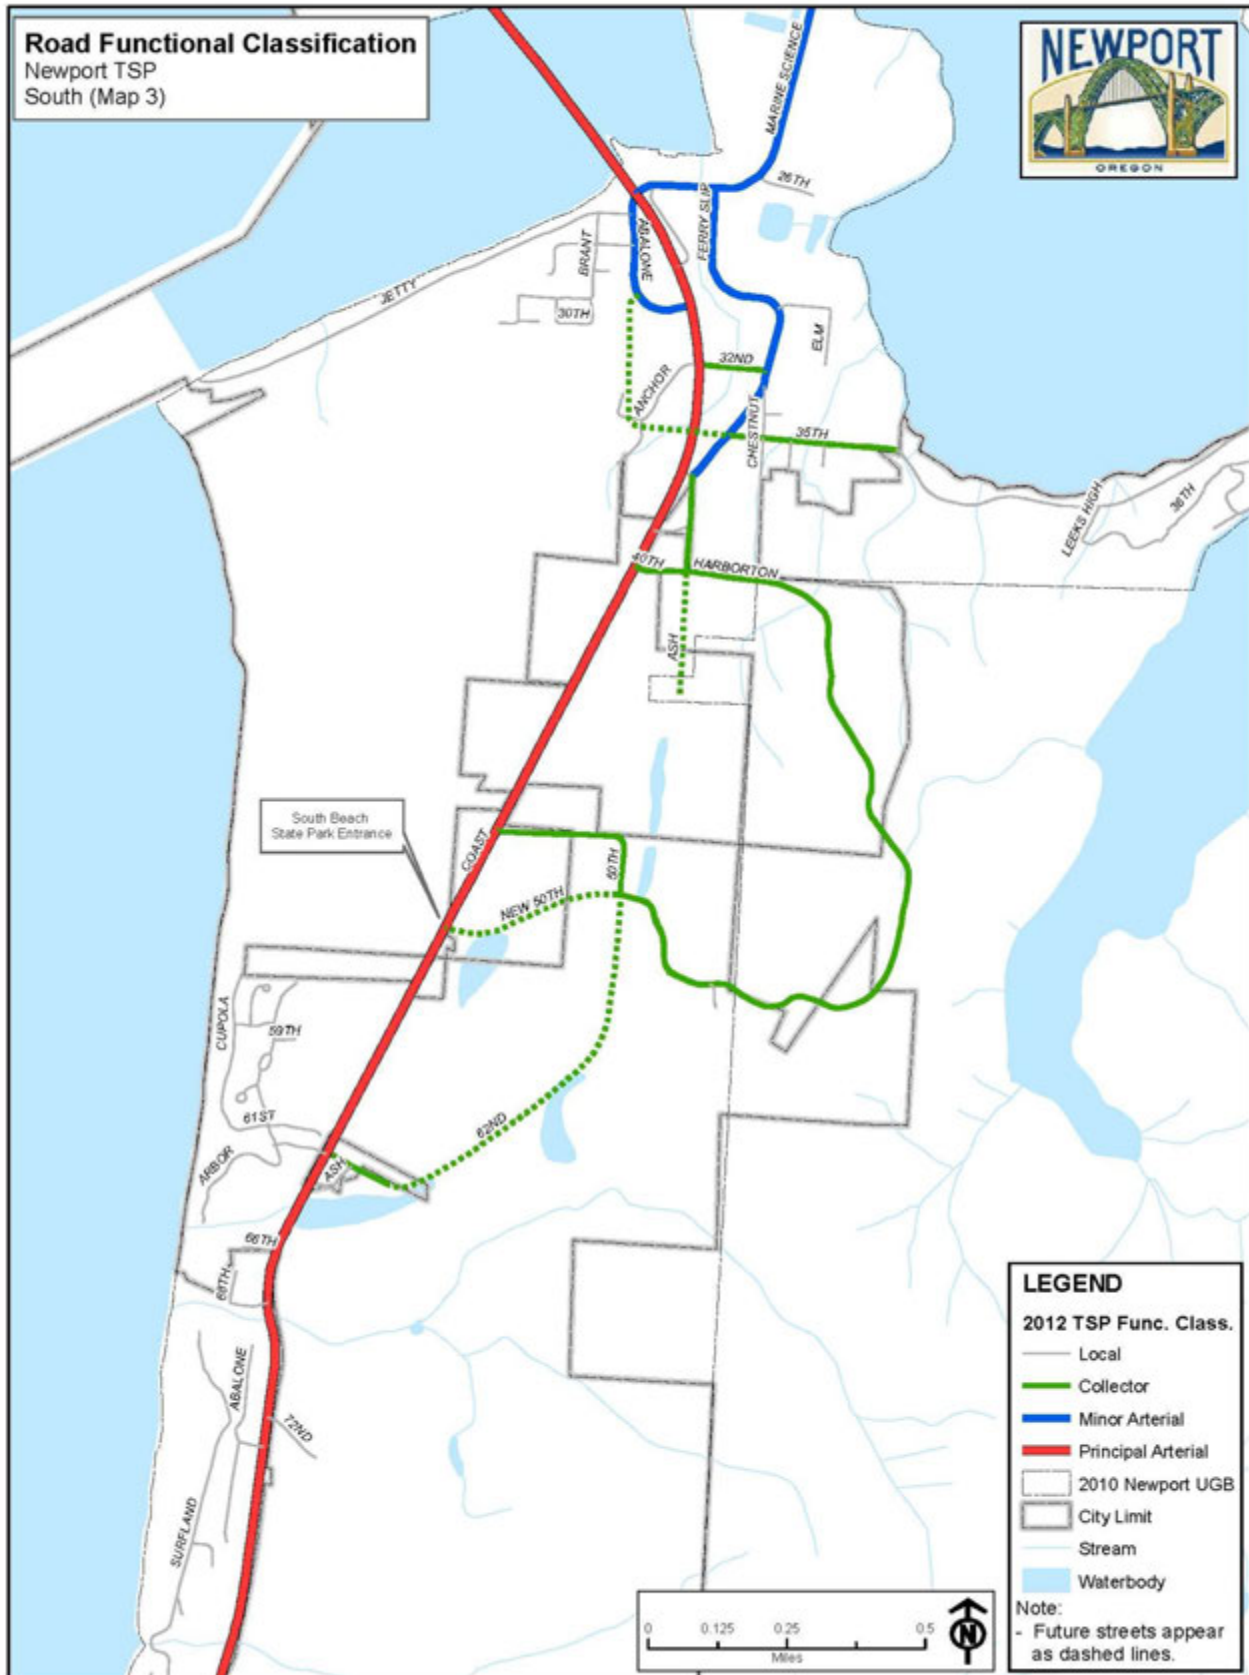 Road Functional Classification
Newport TSP
South (Map 3)
NEWPORT
OREGON
MARINE SCIENCE
26TH
FERRY SLIP
ABALONE
BRANT
JETTY
30TH
ELM
32ND
ANCHOR
CHESTNUT
35TH
LEEKS HIGH
36TH
40TH
HARBORTON
ASH
South Beach
State Park Entrance
COAST
50TH
NEW 50TH
CUPOLA
59TH
61ST
62ND
ARBOR
ASH
66TH
68TH
ABALONE
72ND
SURFLAND
LEGEND
2012 TSP Func. Class.
Local
Collector
Minor Arterial
Principal Arterial
2010 Newport UGB
City Limit
Stream
Waterbody
Note:
- Future streets appear
as dashed lines.
0 0.125 0.25 0.5
Miles
N